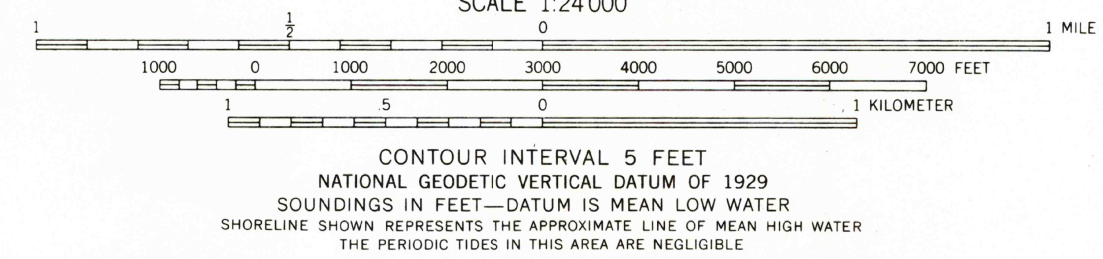 SCALE 1:24 000
1 1/2 0 1 MILE
1000 0 1000 2000 3000 4000 5000 6000 7000 FEET
1 .5 0 1 KILOMETER
CONTOUR INTERVAL 5 FEET
NATIONAL GEODETIC VERTICAL DATUM OF 1929
SOUNDINGS IN FEET—DATUM IS MEAN LOW WATER
SHORELINE SHOWN REPRESENTS THE APPROXIMATE LINE OF MEAN HIGH WATER
THE PERIODIC TIDES IN THIS AREA ARE NEGLIGIBLE